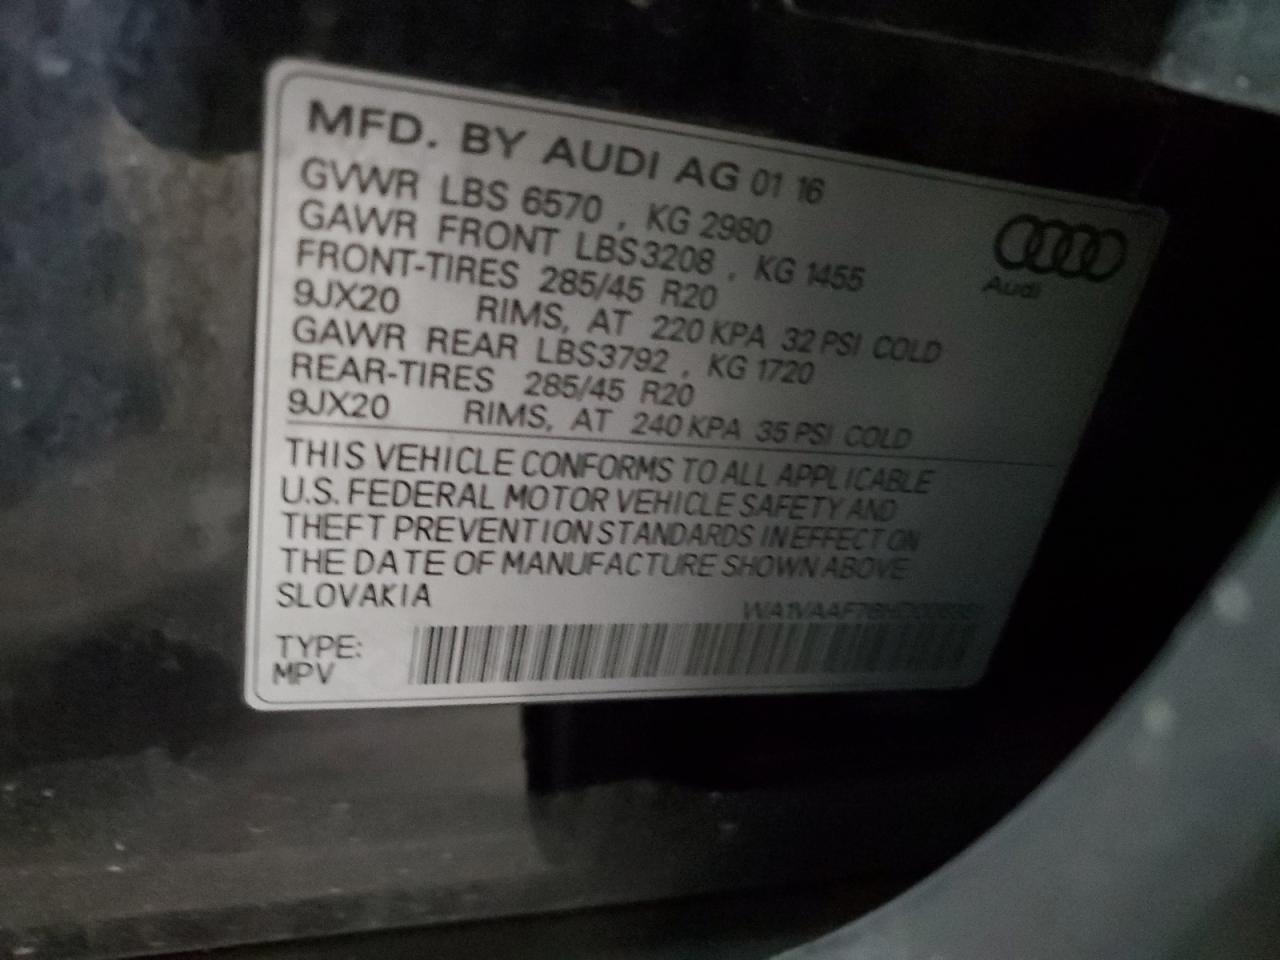 MFD. BY AUDI AG 01 16
GVWR LBS 6570 , KG 2980
GAWR FRONT LBS3208 , KG 1455
FRONT-TIRES 285/45 R20
9JX20 RIMS, AT 220 KPA 32 PSI COLD
GAWR REAR LBS3792 , KG 1720
REAR-TIRES 285/45 R20
9JX20 RIMS, AT 240 KPA 35 PSI COLD
Audi
THIS VEHICLE CONFORMS TO ALL APPLICABLE
U.S. FEDERAL MOTOR VEHICLE SAFETY AND
THEFT PREVENTION STANDARDS IN EFFECT ON
THE DATE OF MANUFACTURE SHOWN ABOVE
SLOVAKIA
TYPE:
MPV